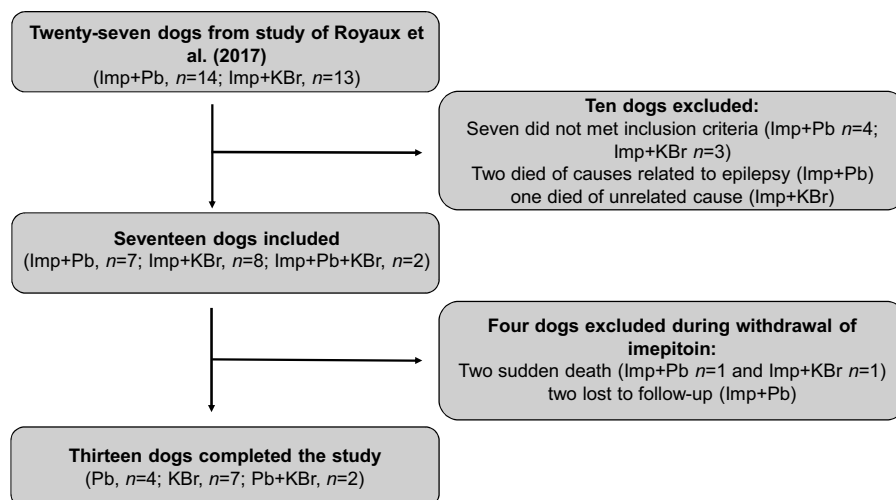 Twenty-seven dogs from study of Royaux et
al. (2017)
(Imp+Pb, n=14; Imp+KBr, n=13)
Ten dogs excluded:
Seven did not met inclusion criteria (Imp+Pb n=4;
Imp+KBr n=3)
Two died of causes related to epilepsy (Imp+Pb)
one died of unrelated cause (Imp+KBr)
Seventeen dogs included
(Imp+Pb, n=7; Imp+KBr, n=8; Imp+Pb+KBr, n=2)
Four dogs excluded during withdrawal of
imepitoin:
Two sudden death (Imp+Pb n=1 and Imp+KBr n=1)
two lost to follow-up (Imp+Pb)
Thirteen dogs completed the study
(Pb, n=4; KBr, n=7; Pb+KBr, n=2)